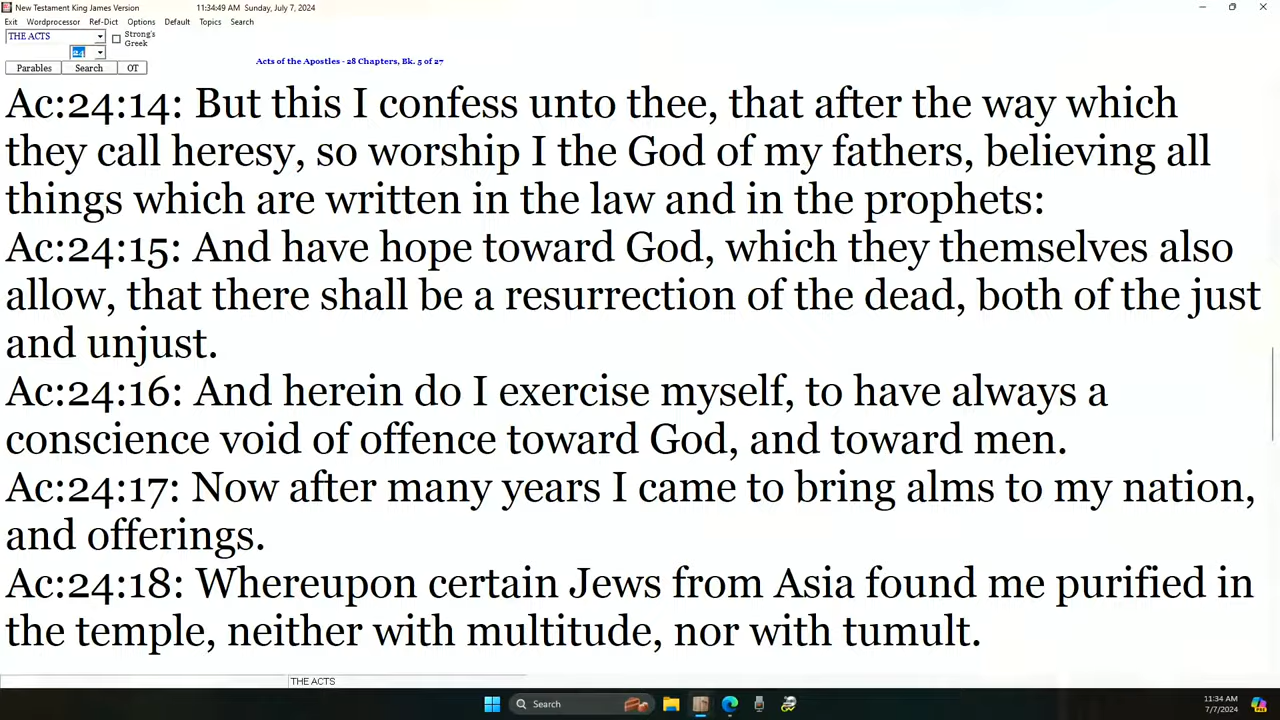 New Testament King James Version 11:34:49 AM Sunday, July 7, 2024
Exit Wordprocessor Ref-Dict Options Default Topics Search
THE ACTS Strong's Greek
24
Acts of the Apostles - 28 Chapters, Bk. 5 of 27
Parables Search OT
Ac:24:14: But this I confess unto thee, that after the way which
they call heresy, so worship I the God of my fathers, believing all
things which are written in the law and in the prophets:
Ac:24:15: And have hope toward God, which they themselves also
allow, that there shall be a resurrection of the dead, both of the just
and unjust.
Ac:24:16: And herein do I exercise myself, to have always a
conscience void of offence toward God, and toward men.
Ac:24:17: Now after many years I came to bring alms to my nation,
and offerings.
Ac:24:18: Whereupon certain Jews from Asia found me purified in
the temple, neither with multitude, nor with tumult.
THE ACTS
Search
11:34 AM
7/7/2024